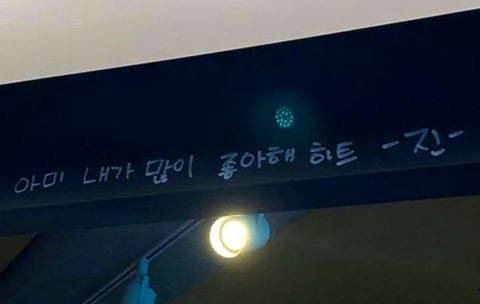 아미 내가 많이 좋아해 하트 -진-